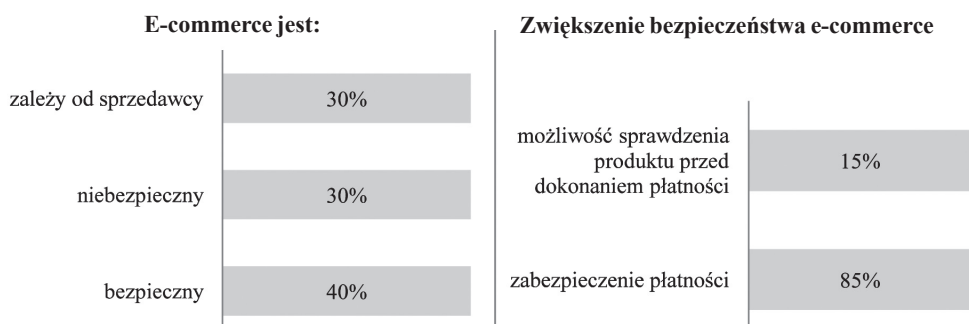 E-commerce jest:
zależy od sprzedawcy
30%
niebezpieczny
30%
bezpieczny
40%
Zwiększenie bezpieczeństwa e-commerce
możliwość sprawdzenia
produktu przed
dokonaniem płatności
15%
zabezpieczenie płatności
85%